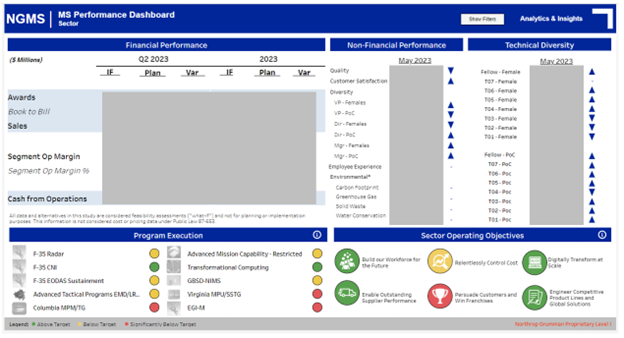 NGMS
MS Performance Dashboard
Sector
Show Filters
Analytics & Insights
Financial Performance
($ Millions)
Q2 2023
2023
IF Plan Var IF Plan Var
Awards
Book to Bill
Sales
Segment Op Margin
Segment Op Margin %
Cash from Operations
All data and alternatives in this study are considered feasibility assessments ("what-if") and not for planning or implementation
purposes. This information is not considered cost or pricing data under Public Law 87-653.
Non-Financial Performance
May 2023
Quality
Customer Satisfaction
Diversity
VP - Females
VP - PoC
Dir - Females
Dir - PoC
Mgr - Females
Mgr - PoC
Employee Experience
Environmental*
Carbon Footprint
Greenhouse Gas
Solid Waste
Water Conservation
Technical Diversity
May 2023
Fellow - Female
T07 - Female
T06 - Female
T05 - Female
T04 - Female
T03 - Female
T02 - Female
T01 - Female
Fellow - PoC
T07 - PoC
T06 - PoC
T05 - PoC
T04 - PoC
T03 - PoC
T02 - PoC
T01 - PoC
Program Execution
F-35 Radar
F-35 CNI
F-35 EODAS Sustainment
Advanced Tactical Programs EMD/LR...
Columbia MPM/TG
Advanced Mission Capability - Restricted
Transformational Computing
GBSD-NIMS
Virginia MPU/SSTG
EGI-M
Sector Operating Objectives
Build our Workforce for
the Future
Relentlessly Control Cost
Digitally Transform at
Scale
Enable Outstanding
Supplier Performance
Persuade Customers and
Win Franchises
Engineer Competitive
Product Lines and
Global Solutions
Legend: Above Target Below Target Significantly Below Target
Northrop Grumman Proprietary Level I